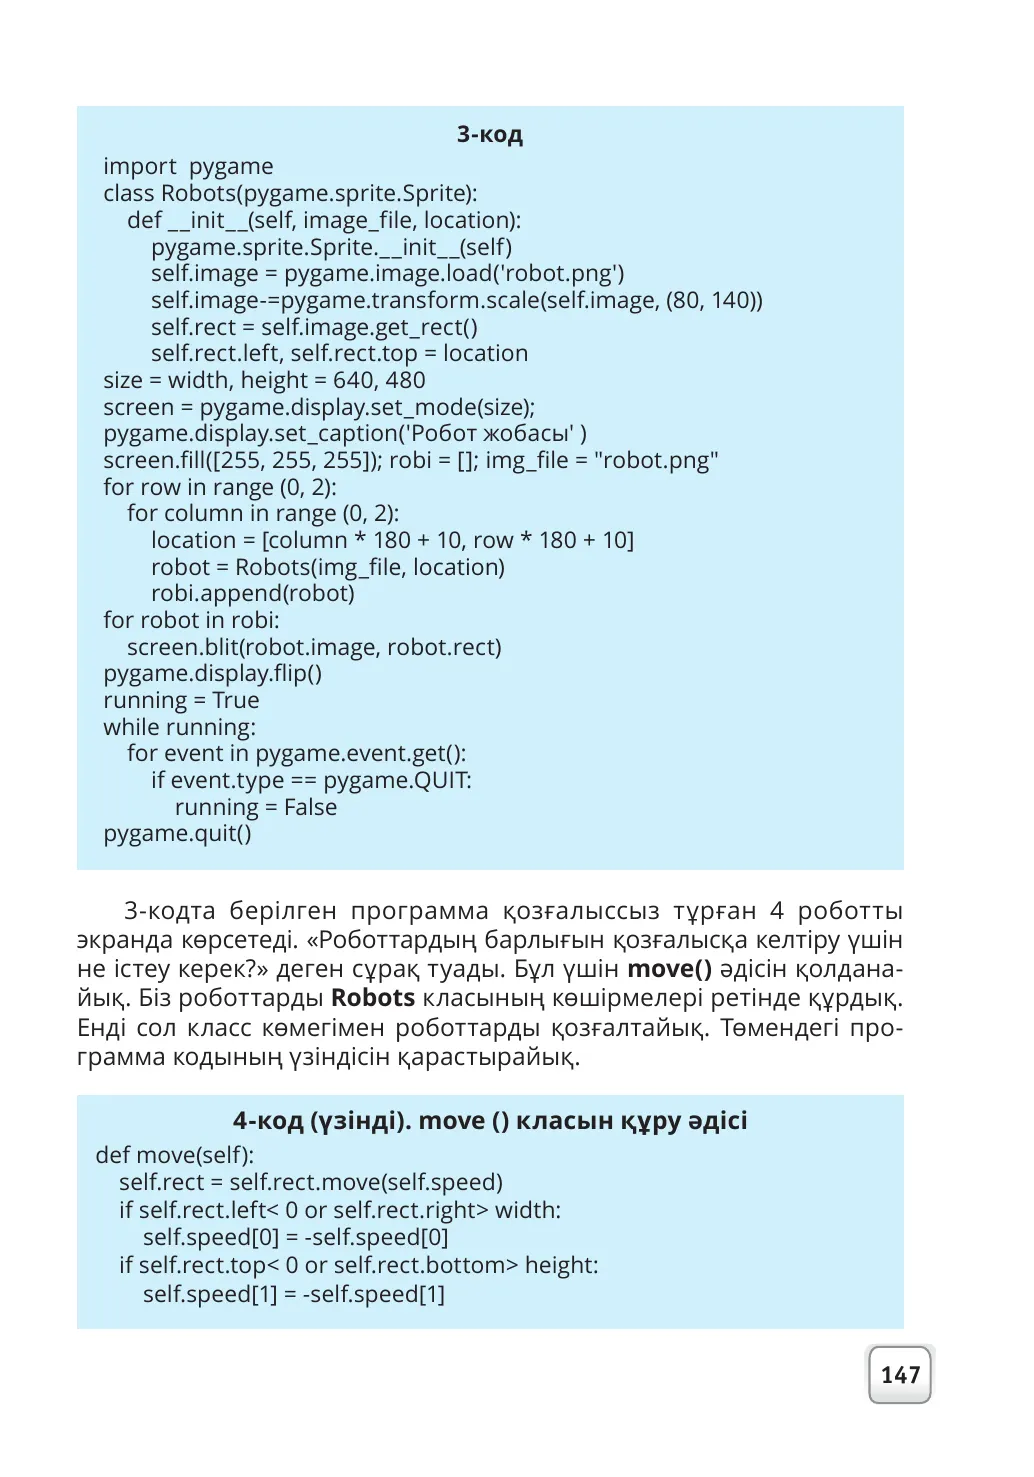 3-код
import  pygame
class Robots(pygame.sprite.Sprite):
    def __init__(self, image_file, location):
        pygame.sprite.Sprite.__init__(self)
        self.image = pygame.image.load('robot.png')
        self.image-=pygame.transform.scale(self.image, (80, 140))
        self.rect = self.image.get_rect()
        self.rect.left, self.rect.top = location
size = width, height = 640, 480
screen = pygame.display.set_mode(size);
pygame.display.set_caption('Робот жобасы' )
screen.fill([255, 255, 255]); robi = []; img_file = "robot.png"
for row in range (0, 2):
    for column in range (0, 2):
        location = [column * 180 + 10, row * 180 + 10]
        robot = Robots(img_file, location)
        robi.append(robot)
for robot in robi:
    screen.blit(robot.image, robot.rect)
pygame.display.flip()
running = True
while running:
    for event in pygame.event.get():
        if event.type == pygame.QUIT:
            running = False
pygame.quit()
3-кодта берілген программа қозғалыссыз тұрған 4 роботты
экранда көрсетеді. «Роботтардың барлығын қозғалысқа келтіру үшін
не істеу керек?» деген сұрақ туады. Бұл үшін move() әдісін қолдана-
йық. Біз роботтарды Robots класының көшірмелері ретінде құрдық.
Енді сол класс көмегімен роботтарды қозғалтайық. Төмендегі про-
грамма кодының үзіндісін қарастырайық.
4-код (үзінді). move () класын құру әдісі
def move(self):
    self.rect = self.rect.move(self.speed)
    if self.rect.left< 0 or self.rect.right> width:
        self.speed[0] = -self.speed[0]
    if self.rect.top< 0 or self.rect.bottom> height:
        self.speed[1] = -self.speed[1]
147